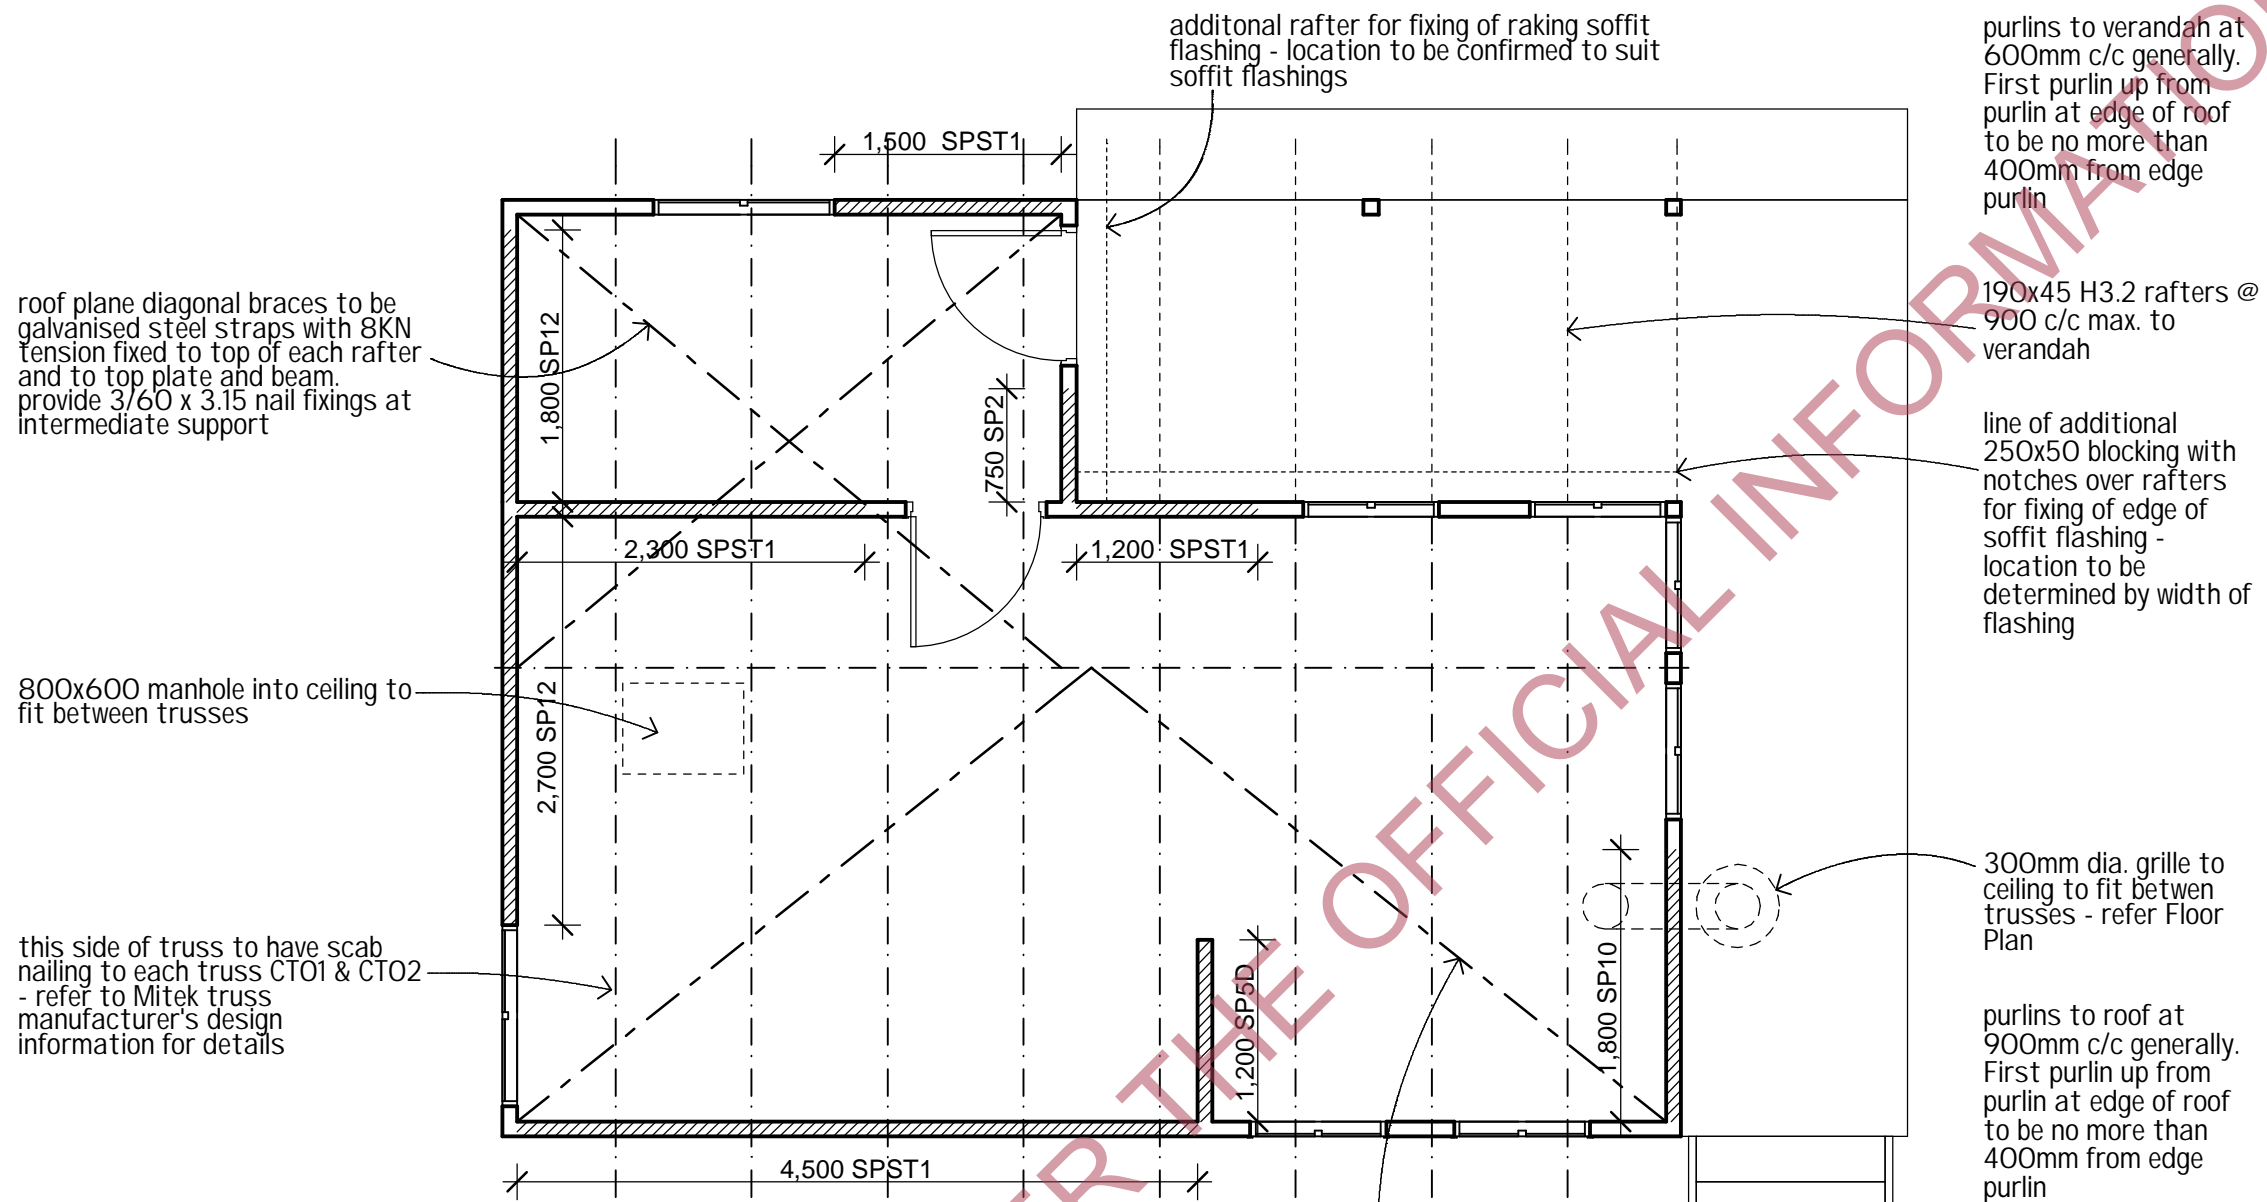 additonal rafter for fixing of raking soffit
flashing - location to be confirmed to suit
soffit flashings
purlins to verandah at
600mm c/c generally.
First purlin up from
purlin at edge of roof
to be no more than
400mm from edge
purlin
1,500 SPST1
roof plane diagonal braces to be
galvanised steel straps with 8KN
tension fixed to top of each rafter
and to top plate and beam.
provide 3/60 x 3.15 nail fixings at
intermediate support
1,800 SP12
750 SP2
190x45 H3.2 rafters @
900 c/c max. to
verandah
line of additional
250x50 blocking with
notches over rafters
for fixing of edge of
soffit flashing -
location to be
determined by width of
flashing
2,300 SPST1
1,200 SPST1
800x600 manhole into ceiling to
fit between trusses
2,700 SP12
300mm dia. grille to
ceiling to fit betwen
trusses - refer Floor
Plan
this side of truss to have scab
nailing to each truss CT01 & CT02
- refer to Mitek truss
manufacturer's design
information for details
1,200 SP5D
1,800 SP10
purlins to roof at
900mm c/c generally.
First purlin up from
purlin at edge of roof
to be no more than
400mm from edge
purlin
4,500 SPST1
ER THE OFFICIAL INFORMATIO